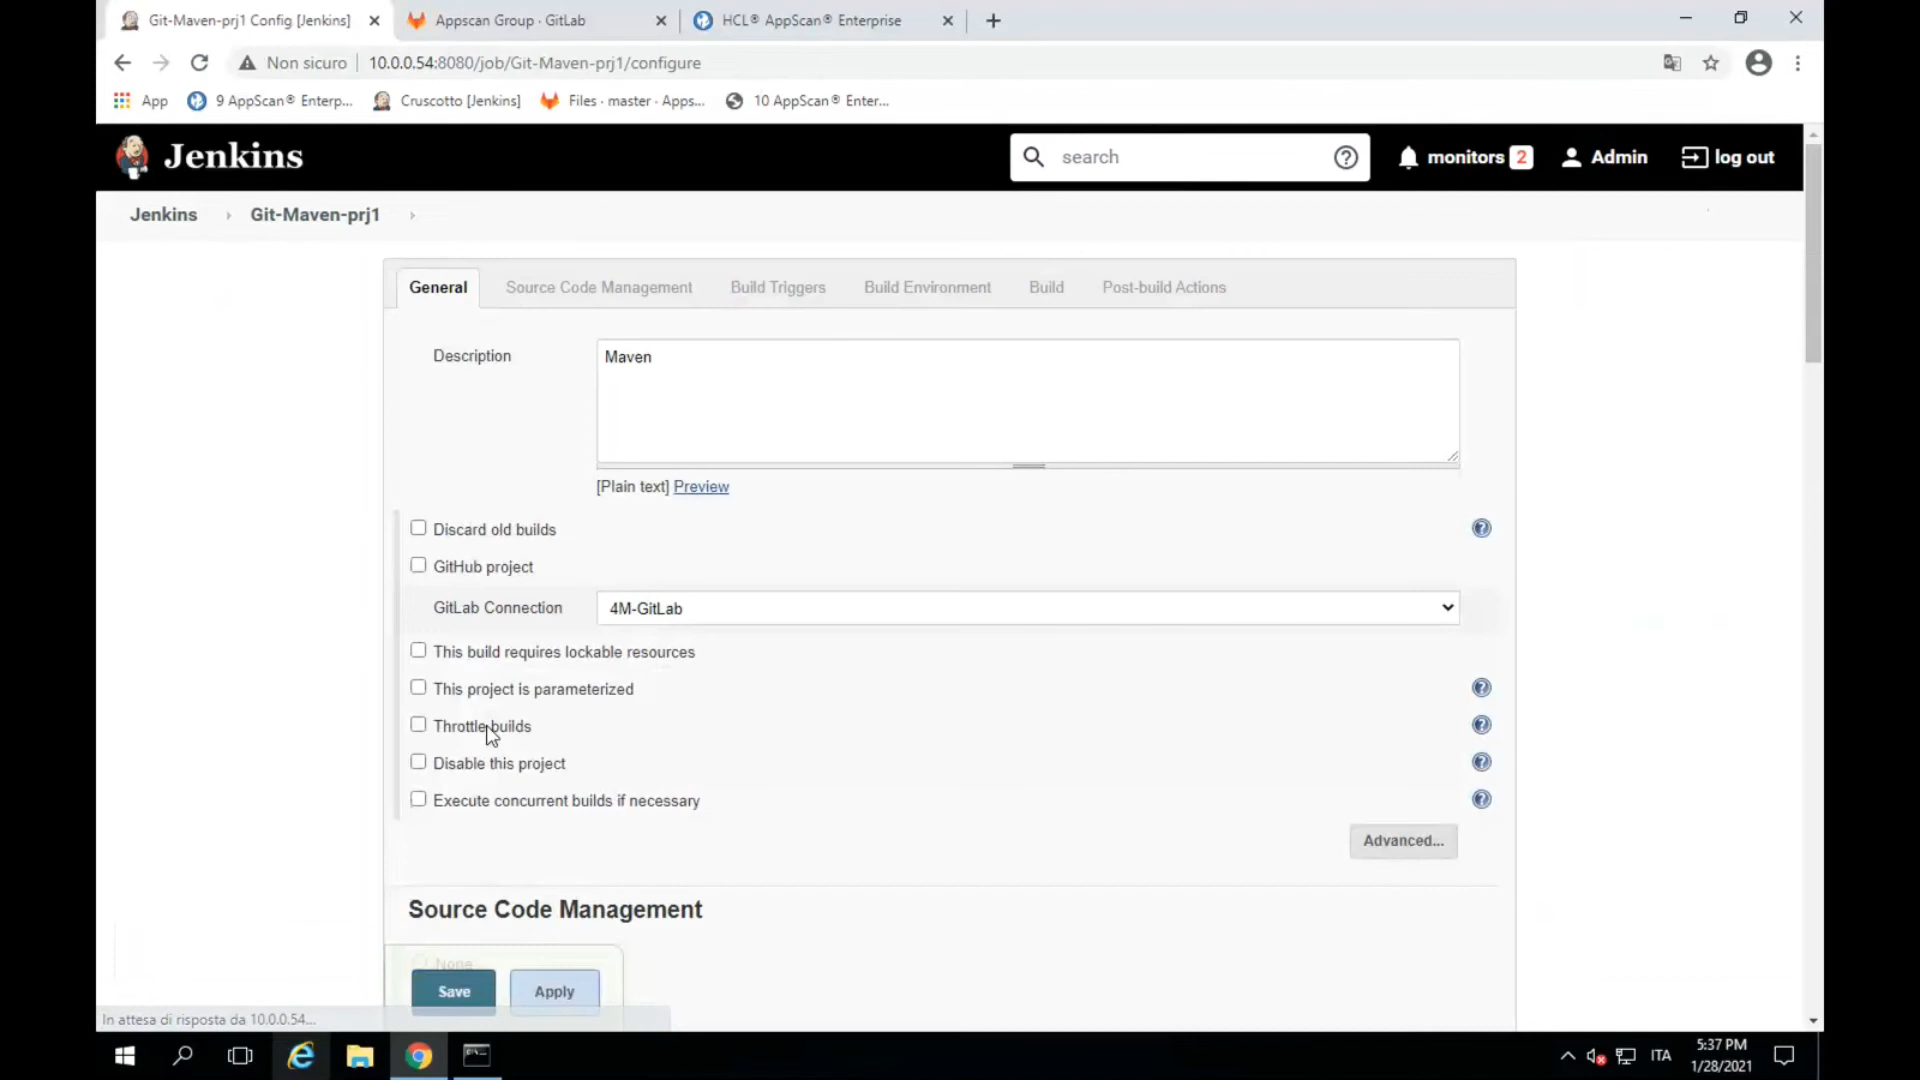 Git-Maven-prj1 Config [Jenkins]
Appscan Group · GitLab
HCL® AppScan® Enterprise
Non sicuro
10.0.0.54:8080/job/Git-Maven-prj1/configure
App
9 AppScan® Enterp...
Cruscotto [Jenkins]
Files · master · Apps...
10 AppScan® Enter...
Jenkins
search
monitors 2
Admin
log out
Jenkins
Git-Maven-prj1
General
Source Code Management
Build Triggers
Build Environment
Build
Post-build Actions
Description
Maven
[Plain text] Preview
Discard old builds
GitHub project
GitLab Connection
4M-GitLab
This build requires lockable resources
This project is parameterized
Throttle builds
Disable this project
Execute concurrent builds if necessary
Advanced...
Source Code Management
None
Save
Apply
In attesa di risposta da 10.0.0.54...
ITA
5:37 PM
1/28/2021